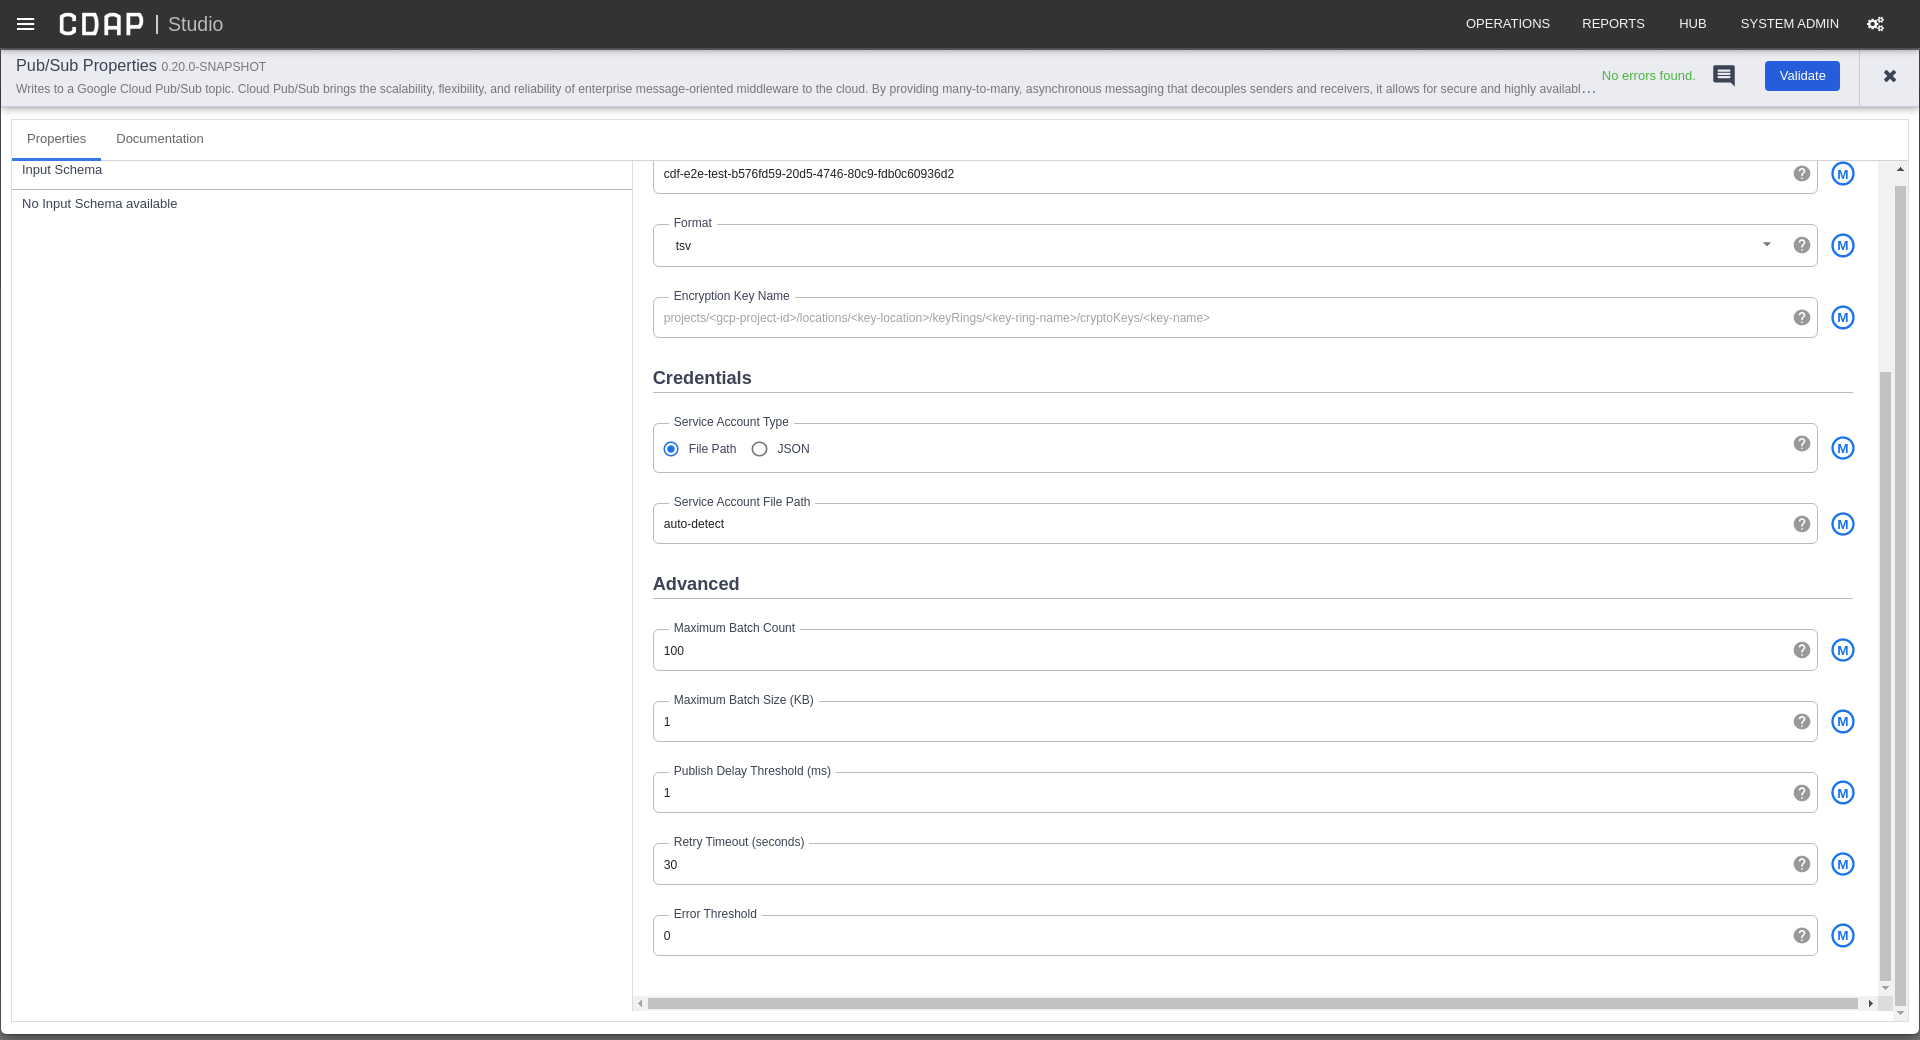 CDAP | Studio
OPERATIONS REPORTS HUB SYSTEM ADMIN
Pub/Sub Properties 0.20.0-SNAPSHOT
Writes to a Google Cloud Pub/Sub topic. Cloud Pub/Sub brings the scalability, flexibility, and reliability of enterprise message-oriented middleware to the cloud. By providing many-to-many, asynchronous messaging that decouples senders and receivers, it allows for secure and highly availabl...
No errors found.
Validate
Properties Documentation
Input Schema
No Input Schema available
cdf-e2e-test-b576fd59-20d5-4746-80c9-fdb0c60936d2
? M
Format
tsv
? M
Encryption Key Name
projects/<gcp-project-id>/locations/<key-location>/keyRings/<key-ring-name>/cryptoKeys/<key-name>
? M
Credentials
Service Account Type
File Path JSON
? M
Service Account File Path
auto-detect
? M
Advanced
Maximum Batch Count
100
? M
Maximum Batch Size (KB)
1
? M
Publish Delay Threshold (ms)
1
? M
Retry Timeout (seconds)
30
? M
Error Threshold
0
? M